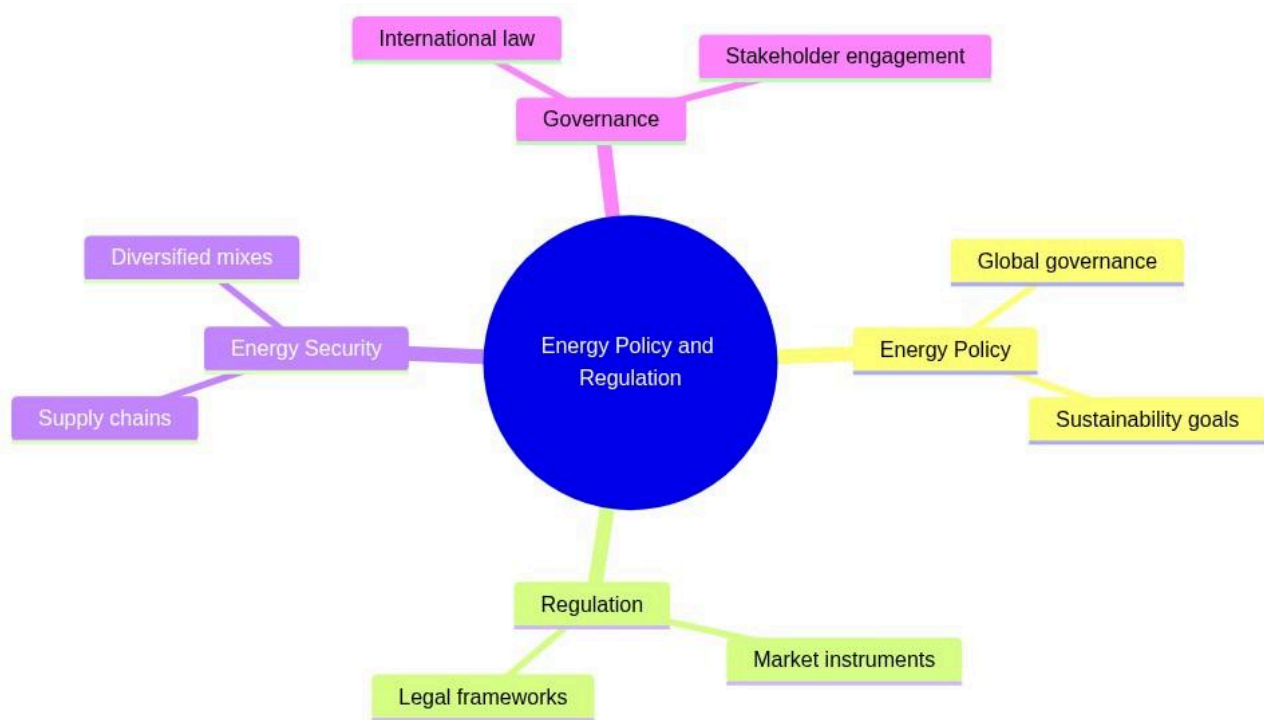 International law
Stakeholder engagement
Governance
Diversified mixes
Global governance
Energy Security
Energy Policy and
Regulation
Energy Policy
Supply chains
Sustainability goals
Regulation
Market instruments
Legal frameworks